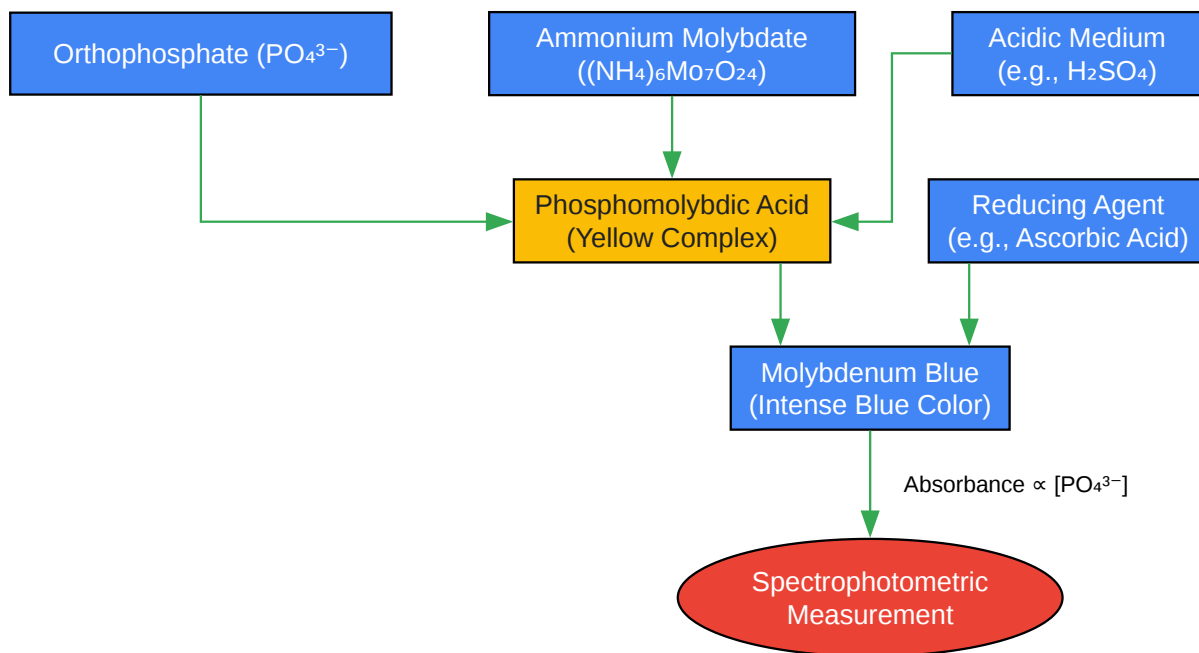 Orthophosphate (PO₄³⁻)
Ammonium Molybdate
((NH₄)₆Mo₇O₂₄)
Acidic Medium
(e.g., H₂SO₄)
Phosphomolybdic Acid
(Yellow Complex)
Reducing Agent
(e.g., Ascorbic Acid)
Molybdenum Blue
(Intense Blue Color)
Absorbance ∝ [PO₄³⁻]
Spectrophotometric
Measurement